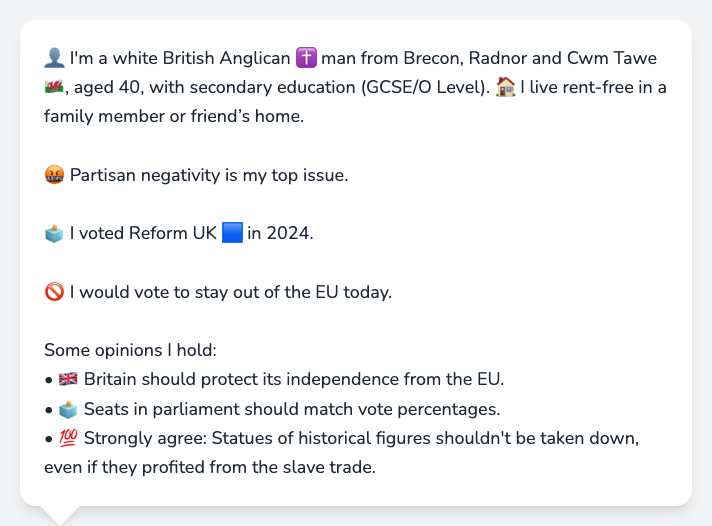 👤 I'm a white British Anglican ✝️ man from Brecon, Radnor and Cwm Tawe
🏴󠁧󠁢󠁷󠁬󠁳󠁿, aged 40, with secondary education (GCSE/O Level). 🏠 I live rent-free in a
family member or friend’s home.
🤬 Partisan negativity is my top issue.
🗳️ I voted Reform UK 🟦 in 2024.
🚫 I would vote to stay out of the EU today.
Some opinions I hold:
• 🇬🇧 Britain should protect its independence from the EU.
• 🗳️ Seats in parliament should match vote percentages.
• 💯 Strongly agree: Statues of historical figures shouldn't be taken down,
even if they profited from the slave trade.